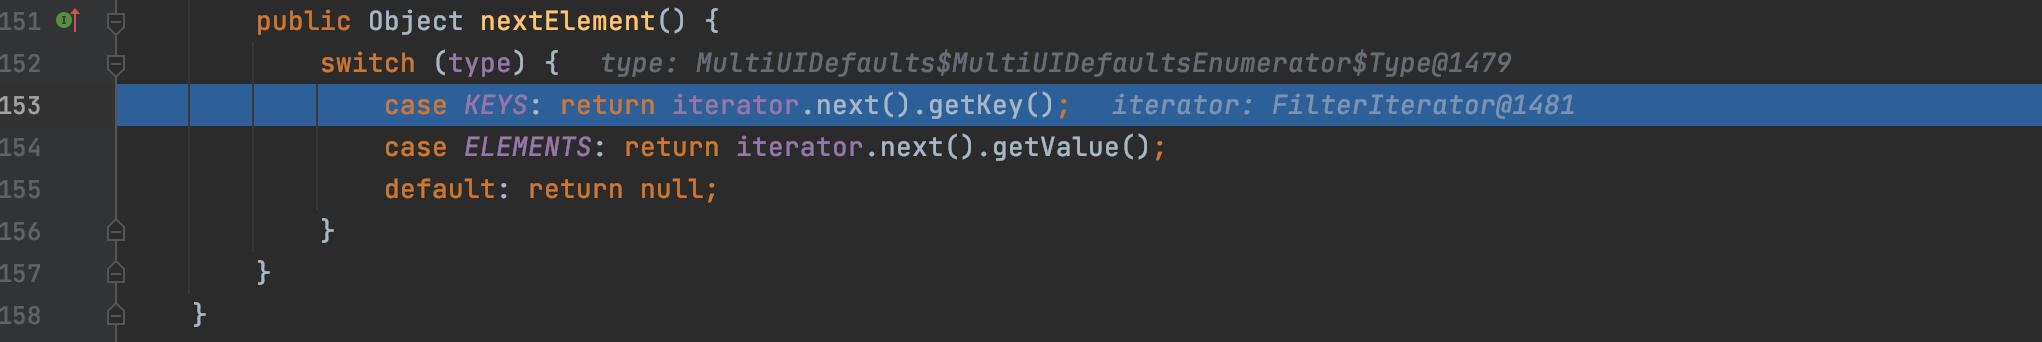 151 public Object nextElement() {
152 switch (type) { type: MultiUIDefaults$MultiUIDefaultsEnumerator$Type@1479
153 case KEYS: return iterator.next().getKey(); iterator: FilterIterator@1481
154 case ELEMENTS: return iterator.next().getValue();
155 default: return null;
156 }
157 }
158 }